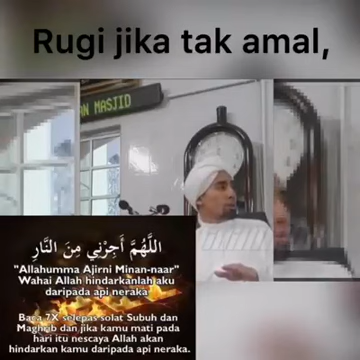 Rugi jika tak amal,
AN MASJID
اللَّهُمَّ أَجِرْنِي مِنَ النَّارِ
"Allahumma Ajirni Minan-naar"
Wahai Allah hindarkanlah aku
daripada api neraka
Baca 7X selepas solat Subuh dan
Maghrib dan jika kamu mati pada
hari itu nescaya Allah akan
hindarkan kamu daripada api neraka.